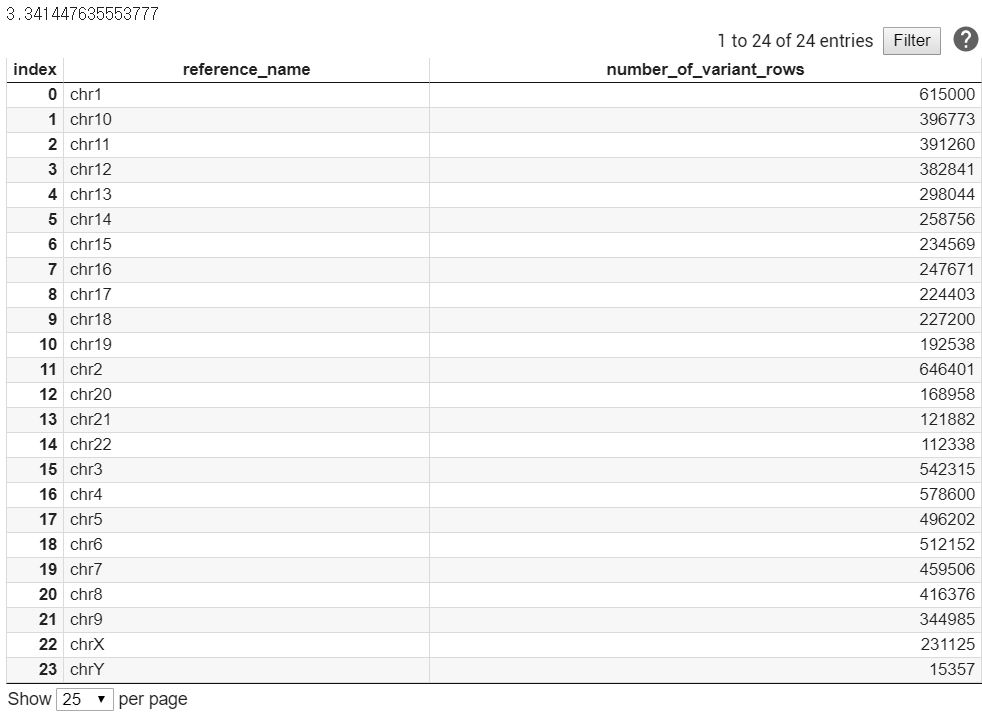 3.341447635553777
1 to 24 of 24 entries Filter ?
index reference_name number_of_variant_rows
0 chr1 615000
1 chr10 396773
2 chr11 391260
3 chr12 382841
4 chr13 298044
5 chr14 258756
6 chr15 234569
7 chr16 247671
8 chr17 224403
9 chr18 227200
10 chr19 192538
11 chr2 646401
12 chr20 168958
13 chr21 121882
14 chr22 112338
15 chr3 542315
16 chr4 578600
17 chr5 496202
18 chr6 512152
19 chr7 459506
20 chr8 416376
21 chr9 344985
22 chrX 231125
23 chrY 15357
Show 25 per page